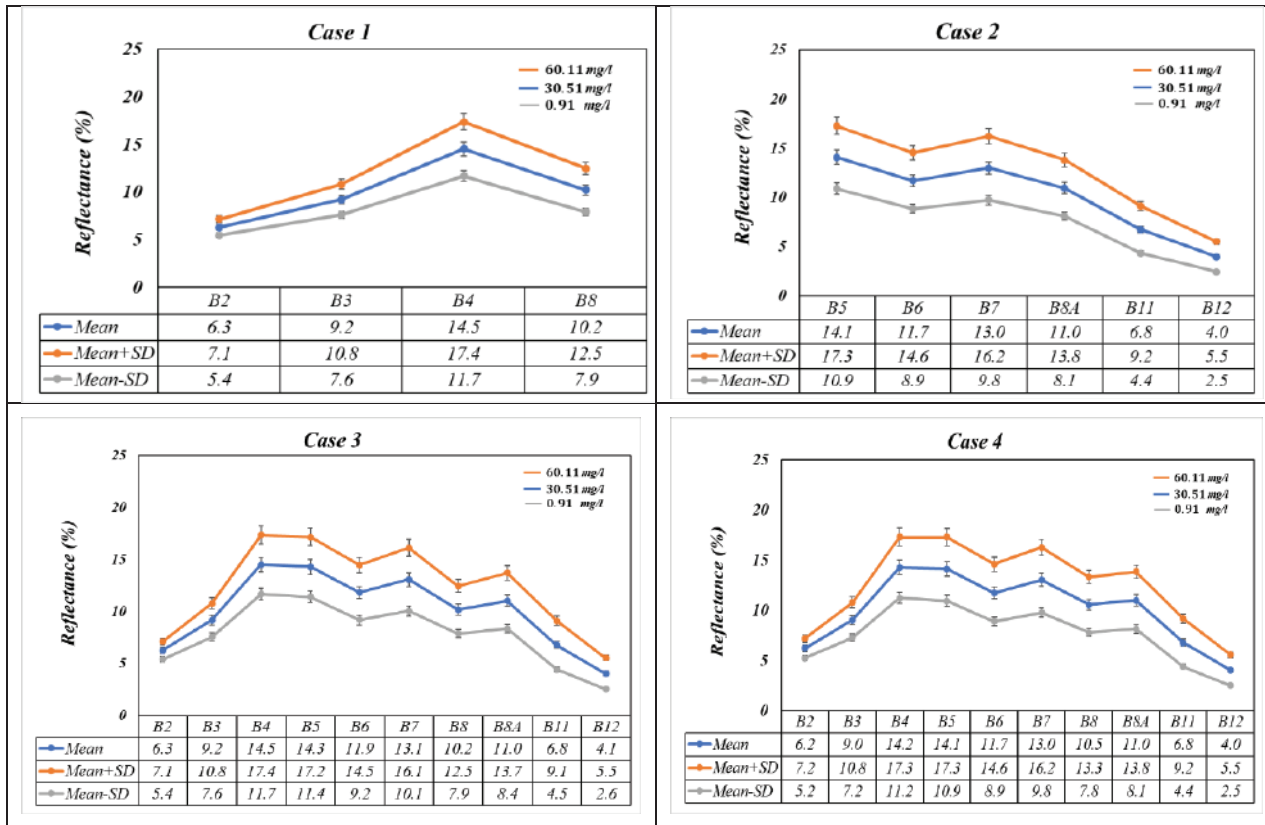 Case 1
25
20
15
10
5
0
Reflectance (%)
60.11 mg/l
30.51 mg/l
0.91 mg/l
B2 B3 B4 B8
Mean 6.3 9.2 14.5 10.2
Mean+SD 7.1 10.8 17.4 12.5
Mean-SD 5.4 7.6 11.7 7.9
Case 2
25
20
15
10
5
0
Reflectance (%)
60.11 mg/l
30.51 mg/l
0.91 mg/l
B5 B6 B7 B8A B11 B12
Mean 14.1 11.7 13.0 11.0 6.8 4.0
Mean+SD 17.3 14.6 16.2 13.8 9.2 5.5
Mean-SD 10.9 8.9 9.8 8.1 4.4 2.5
Case 3
25
20
15
10
5
0
Reflectance (%)
60.11 mg/l
30.51 mg/l
0.91 mg/l
B2 B3 B4 B5 B6 B7 B8 B8A B11 B12
Mean 6.3 9.2 14.5 14.3 11.9 13.1 10.2 11.0 6.8 4.1
Mean+SD 7.1 10.8 17.4 17.2 14.5 16.1 12.5 13.7 9.1 5.5
Mean-SD 5.4 7.6 11.7 11.4 9.2 10.1 7.9 8.4 4.5 2.6
Case 4
25
20
15
10
5
0
Reflectance (%)
60.11 mg/l
30.51 mg/l
0.91 mg/l
B2 B3 B4 B5 B6 B7 B8 B8A B11 B12
Mean 6.2 9.0 14.2 14.1 11.7 13.0 10.5 11.0 6.8 4.0
Mean+SD 7.2 10.8 17.3 17.3 14.6 16.2 13.3 13.8 9.2 5.5
Mean-SD 5.2 7.2 11.2 10.9 8.9 9.8 7.8 8.1 4.4 2.5